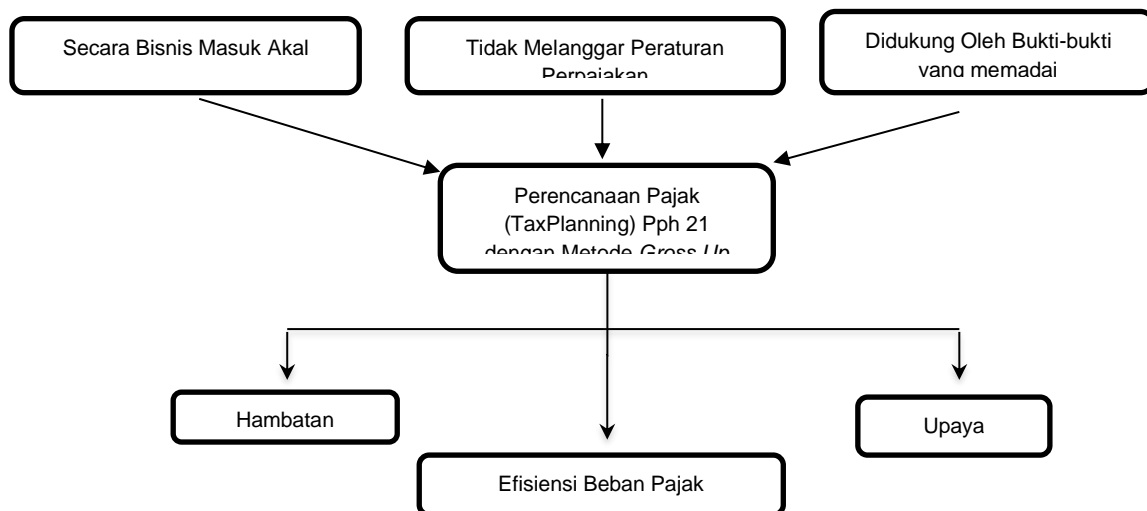 Secara Bisnis Masuk Akal
Tidak Melanggar Peraturan
Perpajakan
Didukung Oleh Bukti-bukti
yang memadai
Perencanaan Pajak
(TaxPlanning) Pph 21
dengan Metode Gross Up
Hambatan
Upaya
Efisiensi Beban Pajak